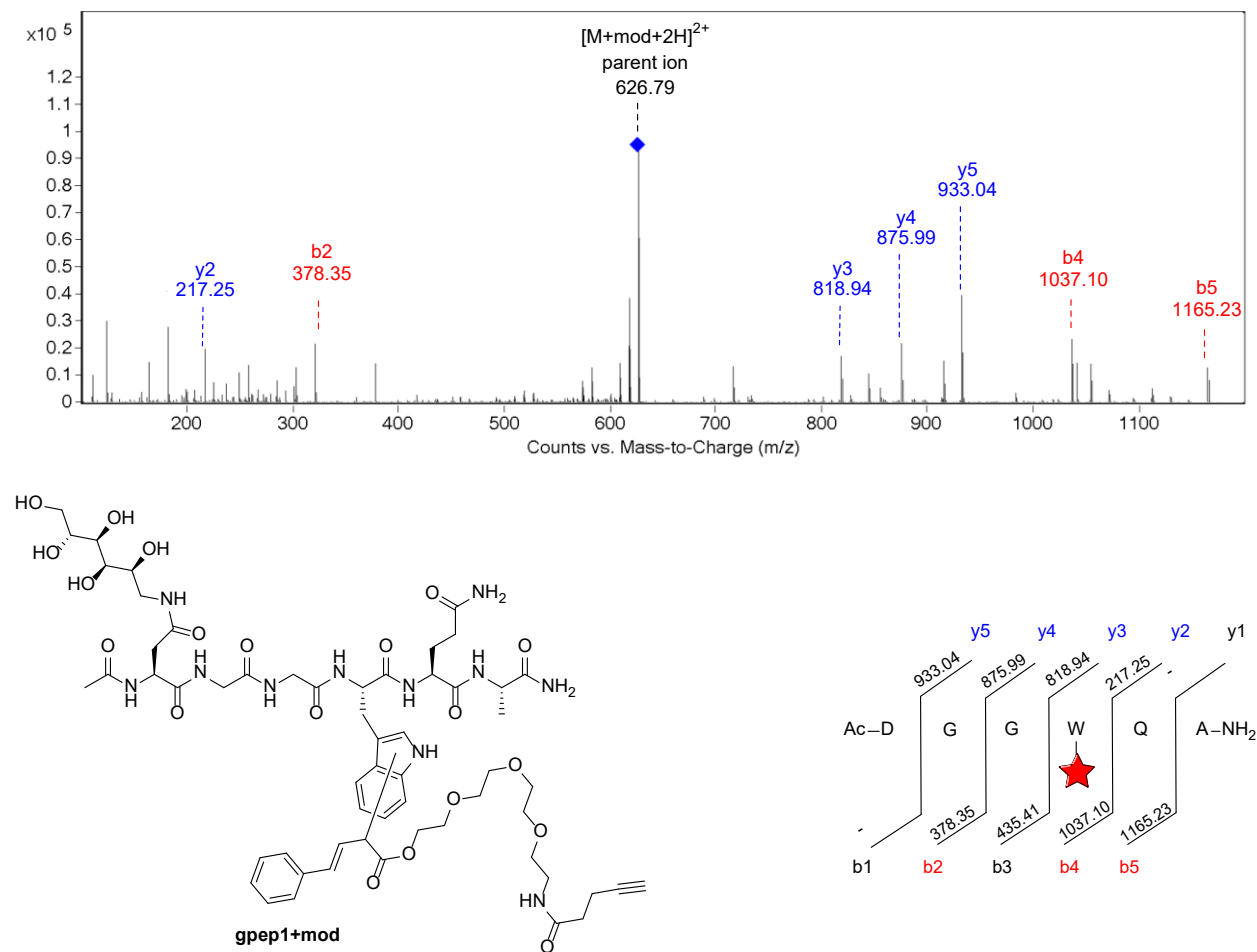 x10 5
[M+mod+2H]2+
parent ion
626.79
1.2
1.1
1
0.9
0.8
0.7
0.6
0.5
0.4
0.3
0.2
0.1
0
y2
217.25
b2
378.35
y3
818.94
y4
875.99
y5
933.04
b4
1037.10
b5
1165.23
200 300 400 500 600 700 800 900 1000 1100
Counts vs. Mass-to-Charge (m/z)
HO
OH
HO
OH
HO
NH
O
O
N
H
O
H
N
O
N
H
O
H
N
O
N
H
O
NH2
O
H
N
O
NH2
NH
O
O
O
O
O
HN
O
gpep1+mod
y5 y4 y3 y2 y1
933.04 875.99 818.94 217.25 -
Ac–D G G W Q A–NH2
- 378.35 435.41 1037.10 1165.23
b1 b2 b3 b4 b5